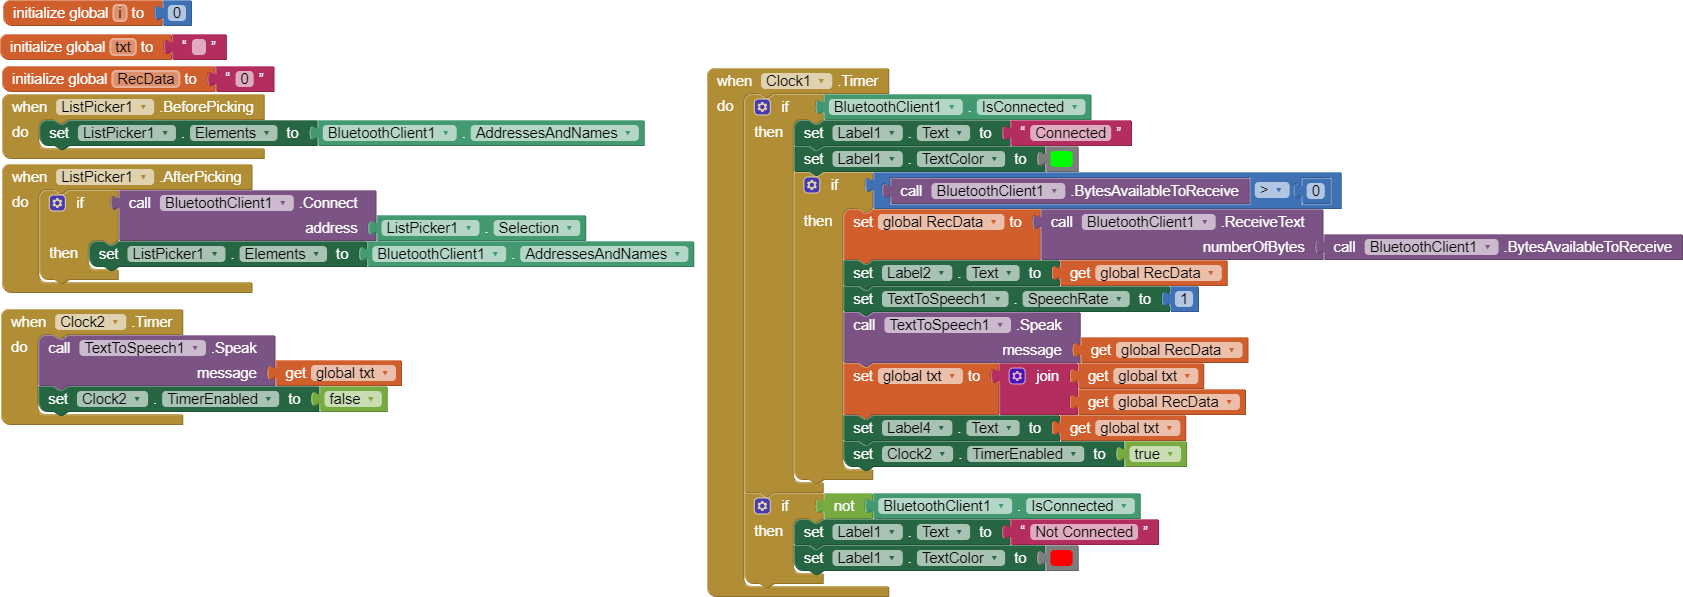 initialize global i to 0
initialize global txt to “ ”
initialize global RecData to “ 0 ”
when ListPicker1 .BeforePicking
do set ListPicker1 . Elements to BluetoothClient1 . AddressesAndNames
when ListPicker1 .AfterPicking
do if call BluetoothClient1 .Connect
address ListPicker1 . Selection
then set ListPicker1 . Elements to BluetoothClient1 . AddressesAndNames
when Clock2 .Timer
do call TextToSpeech1 .Speak
message get global txt
set Clock2 . TimerEnabled to false
when Clock1 .Timer
do if BluetoothClient1 . IsConnected
then set Label1 . Text to “ Connected ”
set Label1 . TextColor to
if call BluetoothClient1 .BytesAvailableToReceive > 0
then set global RecData to call BluetoothClient1 .ReceiveText
numberOfBytes call BluetoothClient1 .BytesAvailableToReceive
set Label2 . Text to get global RecData
set TextToSpeech1 . SpeechRate to 1
call TextToSpeech1 .Speak
message get global RecData
set global txt to join get global txt
get global RecData
set Label4 . Text to get global txt
set Clock2 . TimerEnabled to true
if not BluetoothClient1 . IsConnected
then set Label1 . Text to “ Not Connected ”
set Label1 . TextColor to